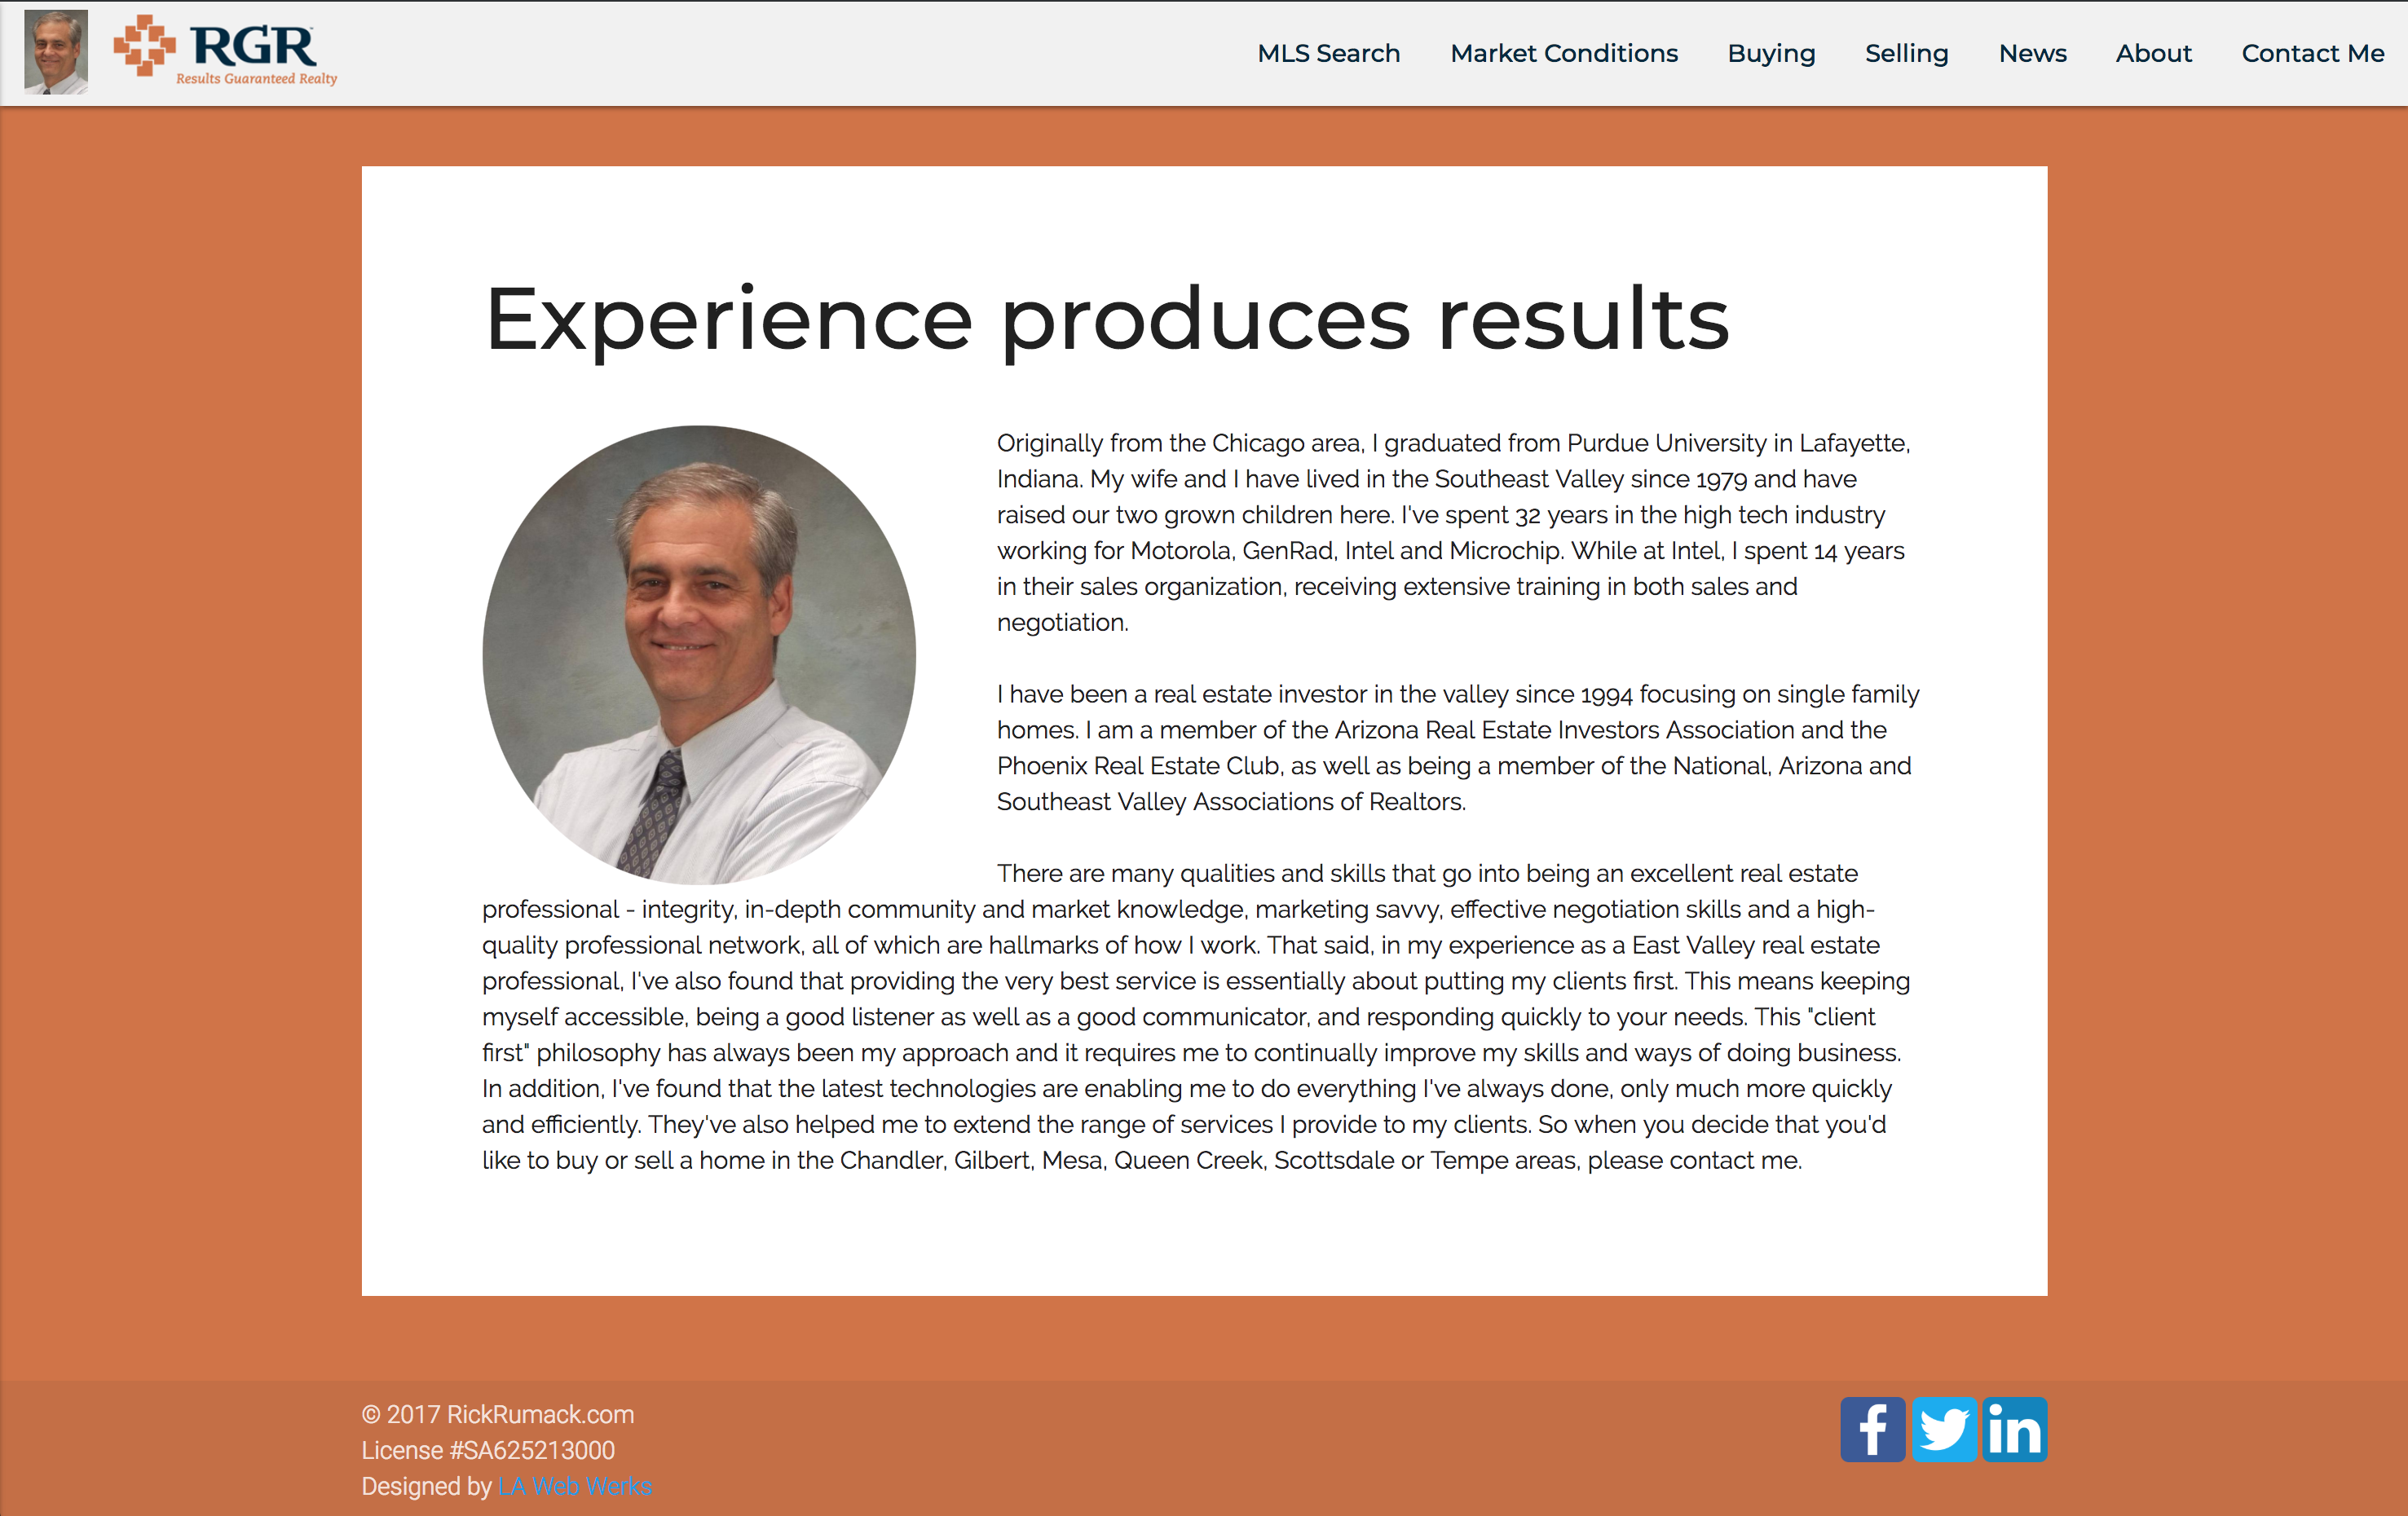 RGR
Results Guaranteed Realty
MLS Search Market Conditions Buying Selling News About Contact Me
Experience produces results
Originally from the Chicago area, I graduated from Purdue University in Lafayette,
Indiana. My wife and I have lived in the Southeast Valley since 1979 and have
raised our two grown children here. I've spent 32 years in the high tech industry
working for Motorola, GenRad, Intel and Microchip. While at Intel, I spent 14 years
in their sales organization, receiving extensive training in both sales and
negotiation.
I have been a real estate investor in the valley since 1994 focusing on single family
homes. I am a member of the Arizona Real Estate Investors Association and the
Phoenix Real Estate Club, as well as being a member of the National, Arizona and
Southeast Valley Associations of Realtors.
There are many qualities and skills that go into being an excellent real estate
professional - integrity, in-depth community and market knowledge, marketing savvy, effective negotiation skills and a high-
quality professional network, all of which are hallmarks of how I work. That said, in my experience as a East Valley real estate
professional, I've also found that providing the very best service is essentially about putting my clients first. This means keeping
myself accessible, being a good listener as well as a good communicator, and responding quickly to your needs. This "client
first" philosophy has always been my approach and it requires me to continually improve my skills and ways of doing business.
In addition, I've found that the latest technologies are enabling me to do everything I've always done, only much more quickly
and efficiently. They've also helped me to extend the range of services I provide to my clients. So when you decide that you'd
like to buy or sell a home in the Chandler, Gilbert, Mesa, Queen Creek, Scottsdale or Tempe areas, please contact me.
© 2017 RickRumack.com
License #SA625213000
Designed by LA Web Werks
f in